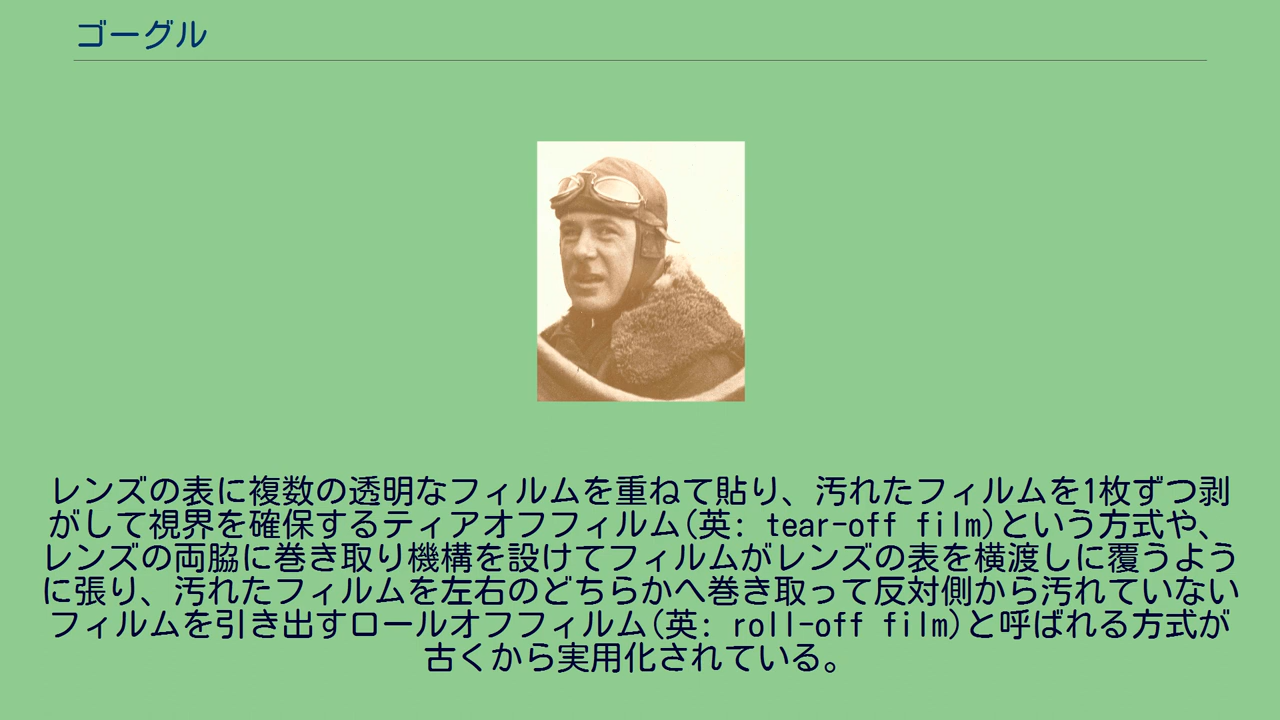 ゴーグル
レンズの表に複数の透明なフィルムを重ねて貼り、汚れたフィルムを1枚ずつ剥
がして視界を確保するティアオフフィルム(英: tear-off film)という方式や、
レンズの両脇に巻き取り機構を設けてフィルムがレンズの表を横渡しに覆うよう
に張り、汚れたフィルムを左右のどちらかへ巻き取って反対側から汚れていない
フィルムを引き出すロールオフフィルム(英: roll-off film)と呼ばれる方式が
古くから実用化されている。